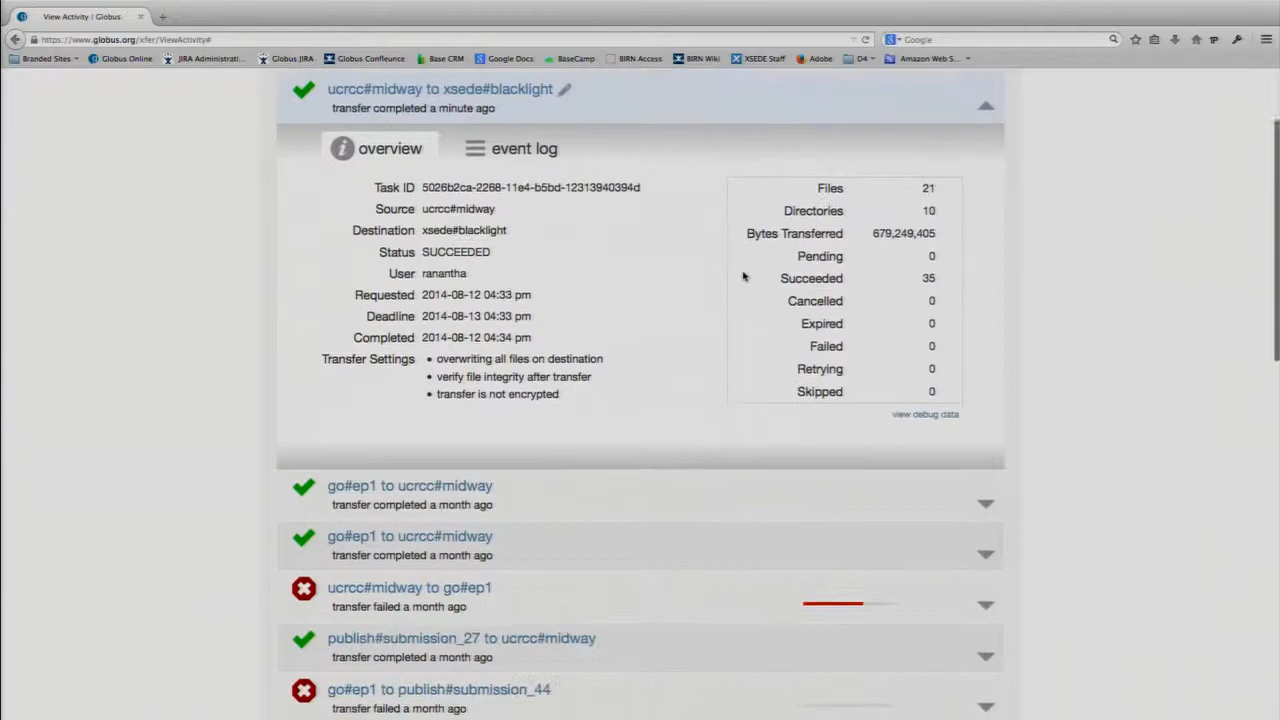 View Activity | Globus
https://www.globus.org/xfer/ViewActivity#
Google
Branded Sites
Globus Online
JIRA Administrati...
Globus JIRA
Globus Confleunce
Base CRM
Google Docs
BaseCamp
BIRN Access
BIRN Wiki
XSEDE Staff
Adobe
D4
Amazon Web S...
ucrcc#midway to xsede#blacklight
transfer completed a minute ago
overview
event log
Task ID 5026b2ca-2268-11e4-b5bd-12313940394d
Source ucrcc#midway
Destination xsede#blacklight
Status SUCCEEDED
User ranantha
Requested 2014-08-12 04:33 pm
Deadline 2014-08-13 04:33 pm
Completed 2014-08-12 04:34 pm
Transfer Settings • overwriting all files on destination
• verify file integrity after transfer
• transfer is not encrypted
Files 21
Directories 10
Bytes Transferred 679,249,405
Pending 0
Succeeded 35
Cancelled 0
Expired 0
Failed 0
Retrying 0
Skipped 0
view debug data
go#ep1 to ucrcc#midway
transfer completed a month ago
go#ep1 to ucrcc#midway
transfer completed a month ago
ucrcc#midway to go#ep1
transfer failed a month ago
publish#submission_27 to ucrcc#midway
transfer completed a month ago
go#ep1 to publish#submission_44
transfer failed a month ago